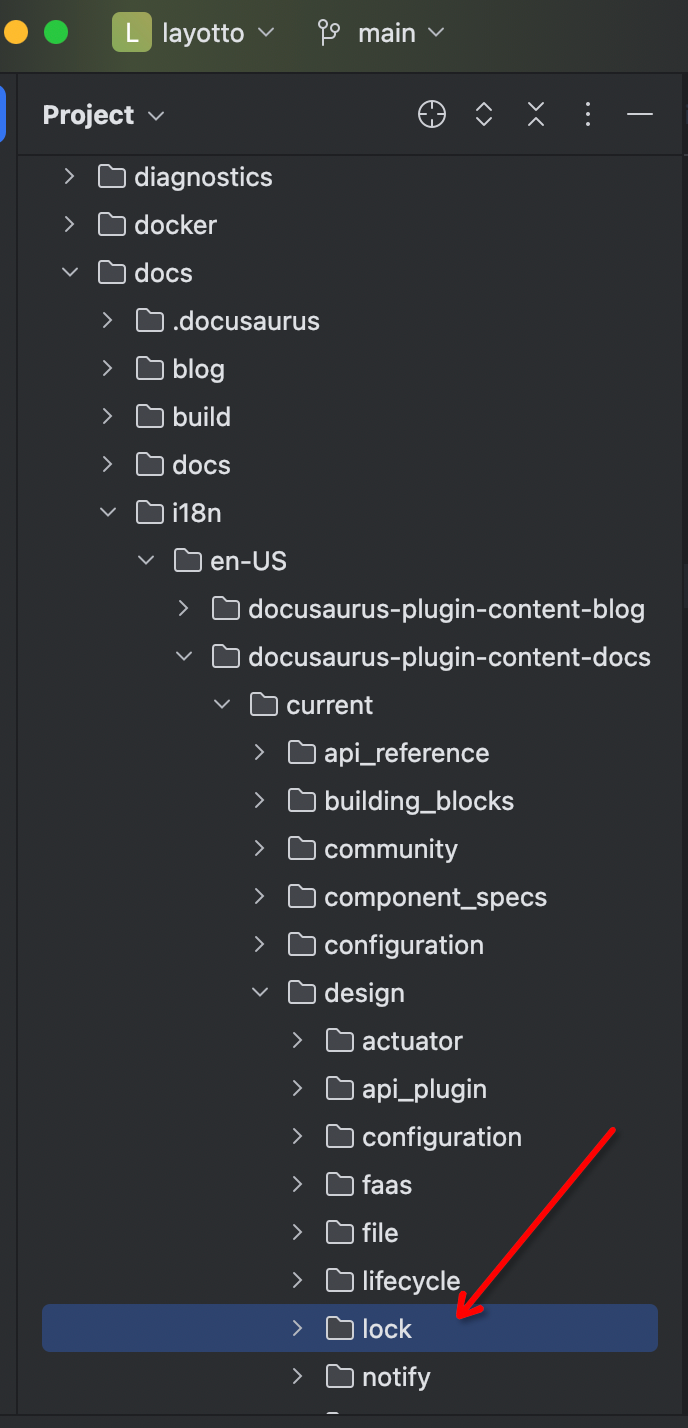 L layotto main
Project
diagnostics
docker
docs
.docusaurus
blog
build
docs
i18n
en-US
docusaurus-plugin-content-blog
docusaurus-plugin-content-docs
current
api_reference
building_blocks
community
component_specs
configuration
design
actuator
api_plugin
configuration
faas
file
lifecycle
lock
notify